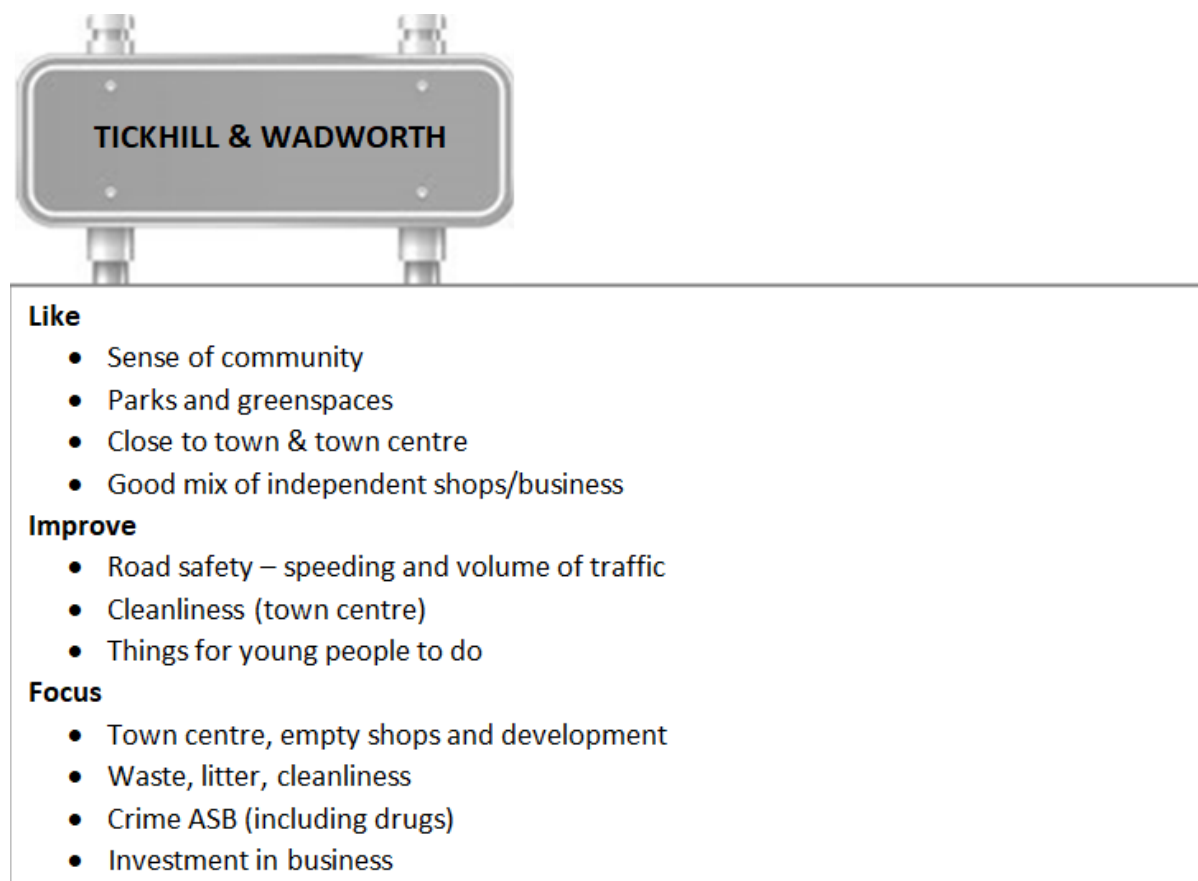 TICKHILL & WADWORTH
Like
• Sense of community
• Parks and greenspaces
• Close to town & town centre
• Good mix of independent shops/business
Improve
• Road safety – speeding and volume of traffic
• Cleanliness (town centre)
• Things for young people to do
Focus
• Town centre, empty shops and development
• Waste, litter, cleanliness
• Crime ASB (including drugs)
• Investment in business